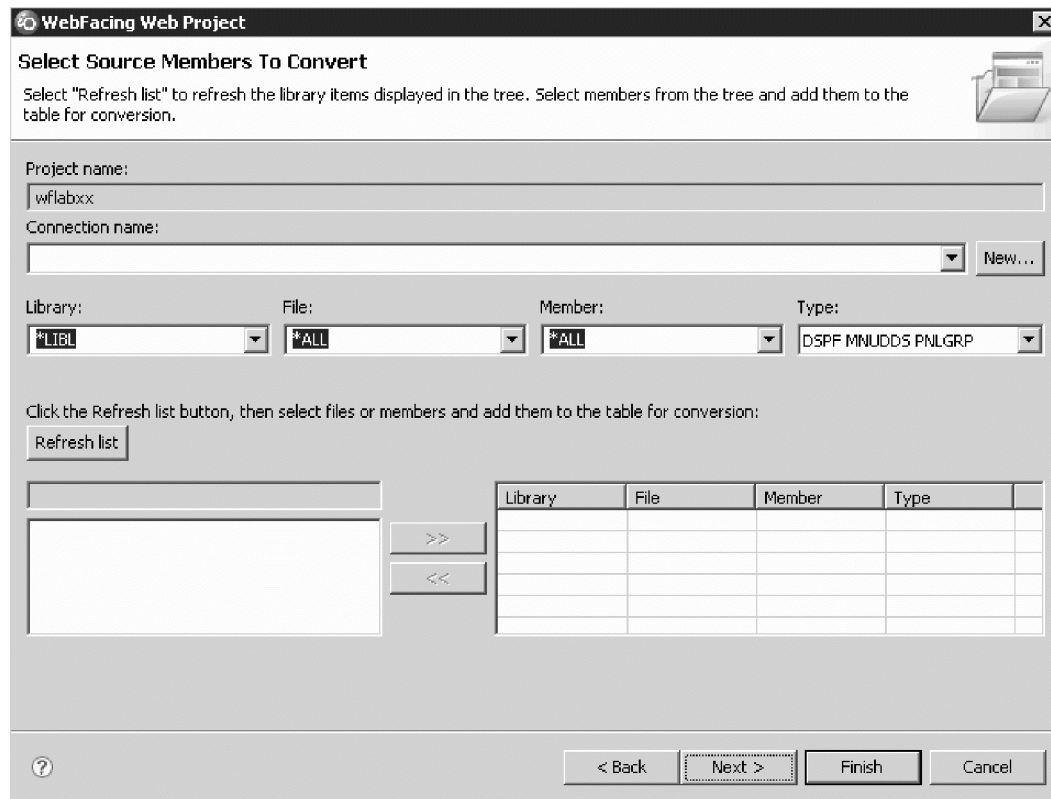 WebFacing Web Project
Select Source Members To Convert
Select "Refresh list" to refresh the library items displayed in the tree. Select members from the tree and add them to the
table for conversion.
Project name:
wflabxx
Connection name:
New...
Library: File: Member: Type:
*LIBL *ALL *ALL DSPF MNUDDS PNLGRP
Click the Refresh list button, then select files or members and add them to the table for conversion:
Refresh list
Library File Member Type
>>
<<
? < Back Next > Finish Cancel